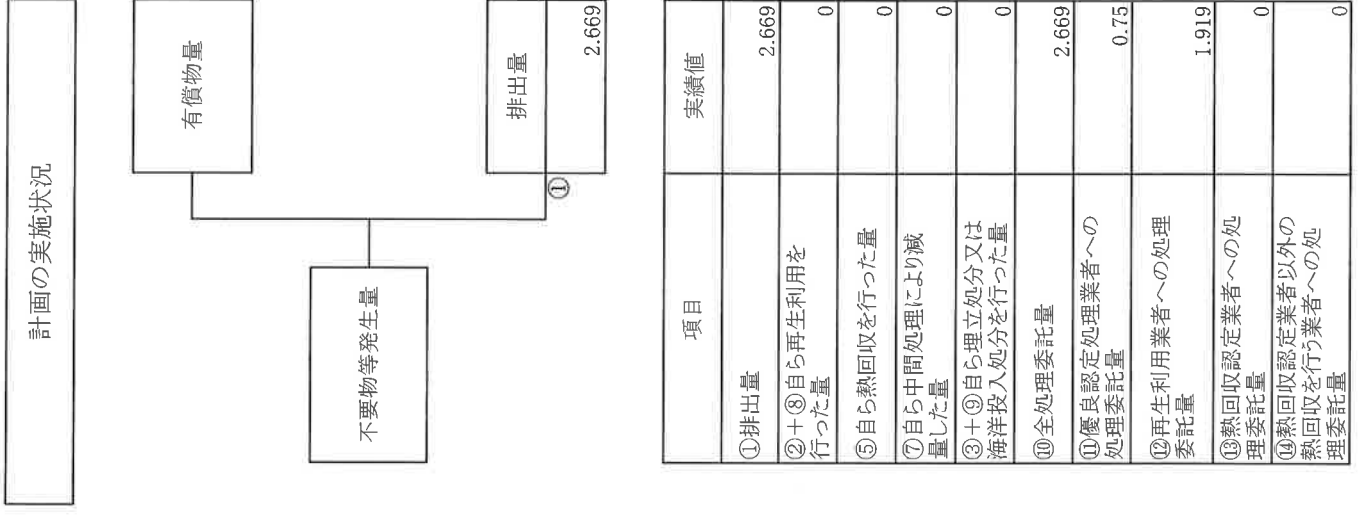 計画の実施状況
有償物量
不要物等発生量
排出量
①
2.669
項目
実績値
①排出量
2.669
②+⑧自ら再生利用を
行った量
0
⑤自ら熱回収を行った量
0
⑦自ら中間処理により減
量した量
0
③+⑨自ら埋立処分又は
海洋投入処分を行った量
0
⑩全処理委託量
2.669
⑪優良認定処理業者への
処理委託量
0.75
⑫再生利用業者への処理
委託量
1.919
⑬熱回収認定業者への処
理委託量
0
⑭熱回収認定業者以外の
熱回収を行う業者への処
理委託量
0